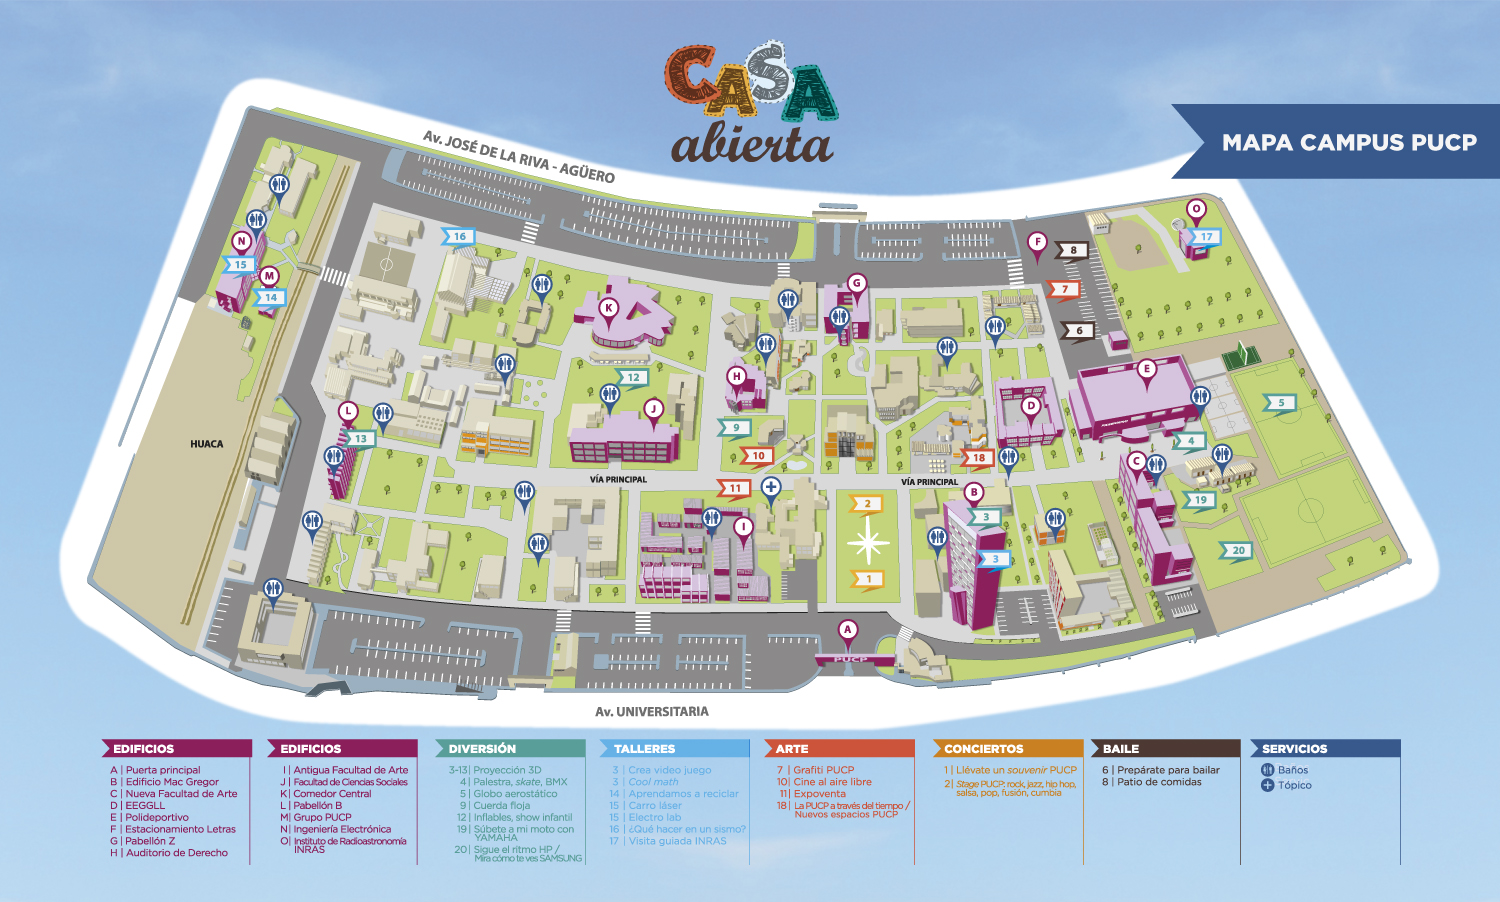 CASA
abierta
MAPA CAMPUS PUCP
Av. JOSÉ DE LA RIVA - AGÜERO
O
17
N
16
F
8
15
M
14
G
7
K
6
H
12
E
D
5
L
J
13
9
4
10
18
C
HUACA
VÍA PRINCIPAL
VÍA PRINCIPAL
11
B
2
19
3
I
20
3
1
A
PUCP
Av. UNIVERSITARIA
EDIFICIOS
A | Puerta principal
B | Edificio Mac Gregor
C | Nueva Facultad de Arte
D | EEGGLL
E | Polideportivo
F | Estacionamiento Letras
G | Pabellón Z
H | Auditorio de Derecho
EDIFICIOS
I | Antigua Facultad de Arte
J | Facultad de Ciencias Sociales
K | Comedor Central
L | Pabellón B
M| Grupo PUCP
N | Ingeniería Electrónica
O| Instituto de Radioastronomía
INRAS
DIVERSIÓN
3-13| Proyección 3D
4 | Palestra, skate, BMX
5 | Globo aerostático
9 | Cuerda floja
12 | Inflables, show infantil
19 | Súbete a mi moto con
YAMAHA
20| Sigue el ritmo HP /
Mira cómo te ves SAMSUNG
TALLERES
3 | Crea video juego
3 | Cool math
14 | Aprendamos a reciclar
15 | Carro láser
15 | Electro lab
16 | ¿Qué hacer en un sismo?
17 | Visita guiada INRAS
ARTE
7 | Grafiti PUCP
10| Cine al aire libre
11 | Expoventa
18 | La PUCP a través del tiempo /
Nuevos espacios PUCP
CONCIERTOS
1 | Llévate un souvenir PUCP
2| Stage PUCP: rock, jazz, hip hop,
salsa, pop, fusión, cumbia
BAILE
6 | Prepárate para bailar
8 | Patio de comidas
SERVICIOS
Baños
Tópico